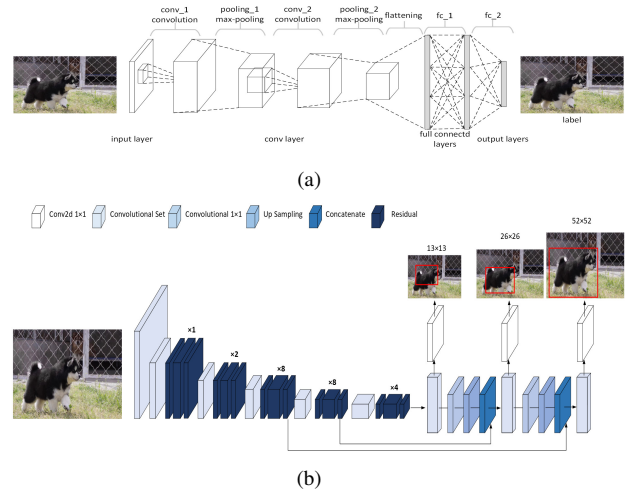 conv_1 pooling_1 conv_2 pooling_2 flattening fc_1 fc_2
convolution max-pooling convolution max-pooling
input layer conv layer full connectd output layers label
layers
(a)
Conv2d 1×1 Convolutional Set Convolutional 1×1 Up Sampling Concatenate Residual
13×13 26×26 52×52
×1 ×2 ×8 ×8 ×4
(b)